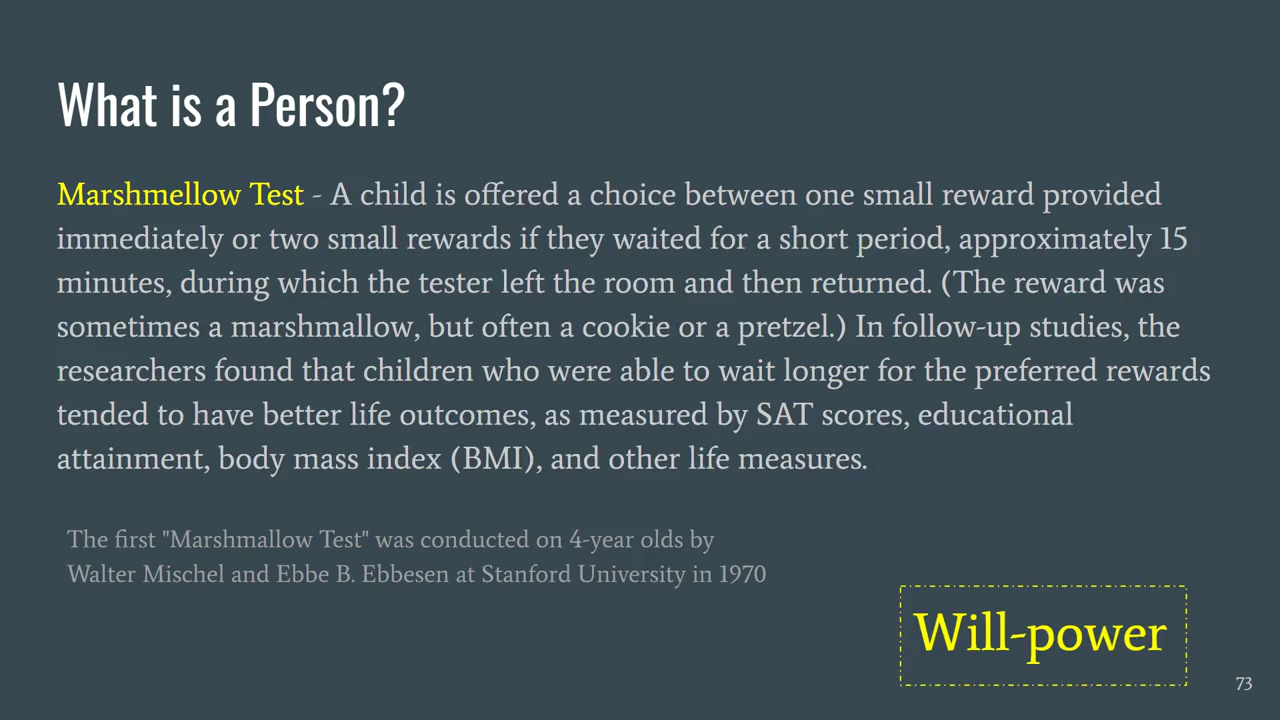 What is a Person?
Marshmellow Test - A child is offered a choice between one small reward provided
immediately or two small rewards if they waited for a short period, approximately 15
minutes, during which the tester left the room and then returned. (The reward was
sometimes a marshmallow, but often a cookie or a pretzel.) In follow-up studies, the
researchers found that children who were able to wait longer for the preferred rewards
tended to have better life outcomes, as measured by SAT scores, educational
attainment, body mass index (BMI), and other life measures.
The first "Marshmallow Test" was conducted on 4-year olds by
Walter Mischel and Ebbe B. Ebbesen at Stanford University in 1970
Will-power
73